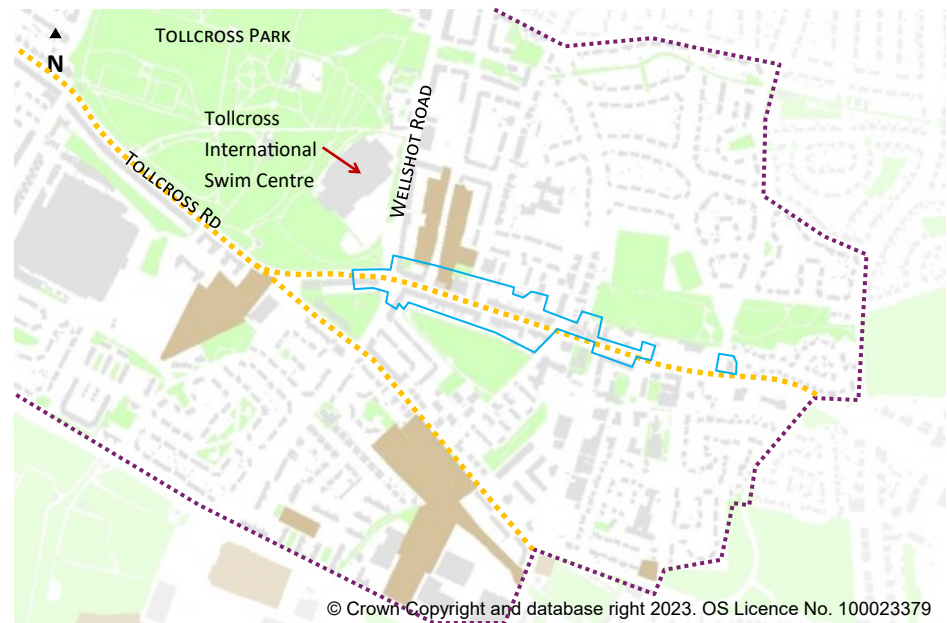 TOLLCROSS PARK
N
Tollcross
International
Swim Centre
WELLSHOT ROAD
TOLLCROSS RD
© Crown Copyright and database right 2023. OS Licence No. 100023379